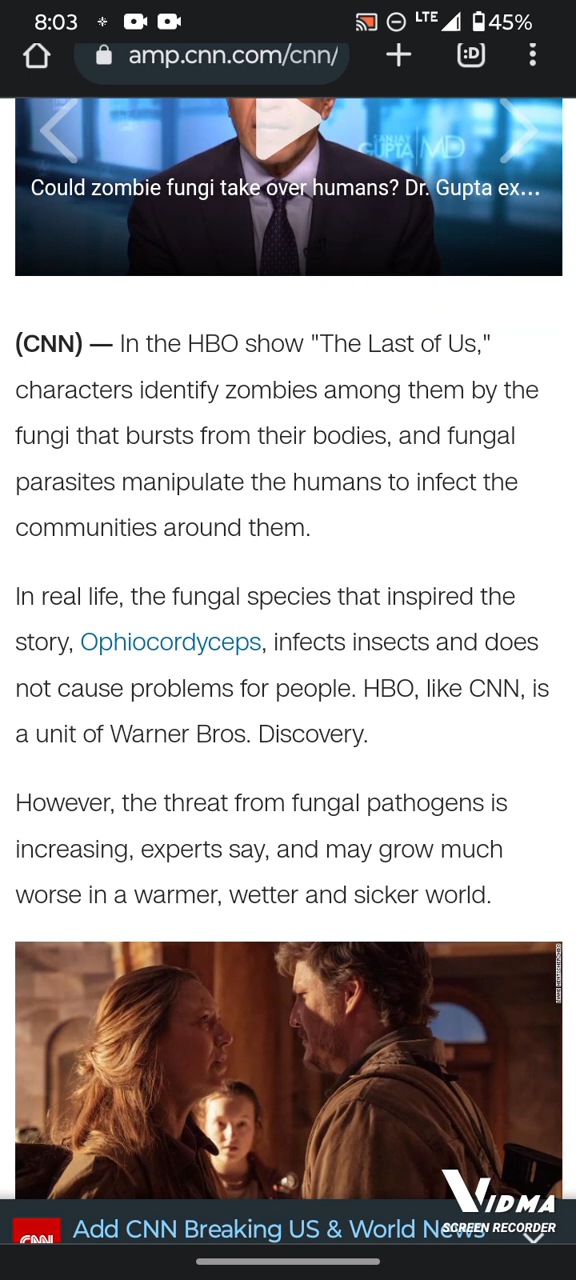 8:03
LTE
45%
amp.cnn.com/cnn/
:D
SANJAY
GUPTA MD
Could zombie fungi take over humans? Dr. Gupta ex...
(CNN) — In the HBO show "The Last of Us,"
characters identify zombies among them by the
fungi that bursts from their bodies, and fungal
parasites manipulate the humans to infect the
communities around them.
In real life, the fungal species that inspired the
story, Ophiocordyceps, infects insects and does
not cause problems for people. HBO, like CNN, is
a unit of Warner Bros. Discovery.
However, the threat from fungal pathogens is
increasing, experts say, and may grow much
worse in a warmer, wetter and sicker world.
VIDMA
SCREEN RECORDER
CNN
Add CNN Breaking US & World News